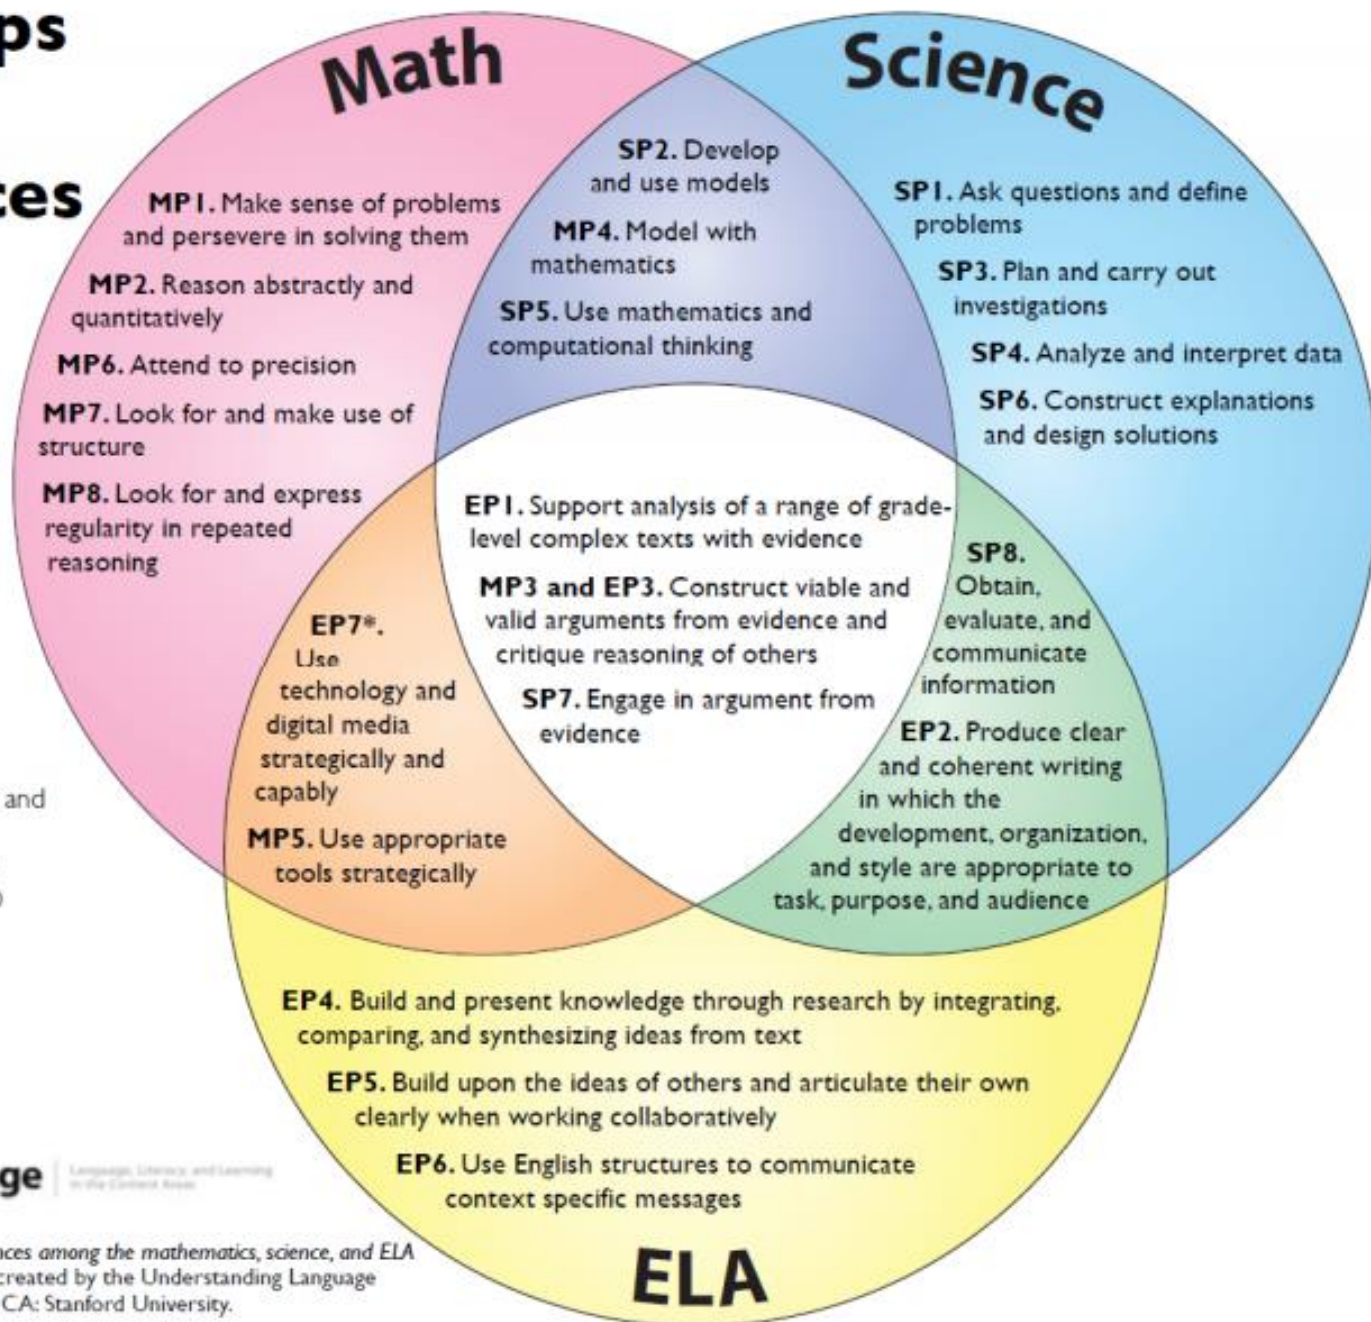 ps
ces
Math
MP1. Make sense of problems
and persevere in solving them
MP2. Reason abstractly and
quantitatively
MP6. Attend to precision
MP7. Look for and make use of
structure
MP8. Look for and express
regularity in repeated
reasoning
SP2. Develop
and use models
MP4. Model with
mathematics
SP5. Use mathematics and
computational thinking
Science
SP1. Ask questions and define
problems
SP3. Plan and carry out
investigations
SP4. Analyze and interpret data
SP6. Construct explanations
and design solutions
EP1. Support analysis of a range of grade-
level complex texts with evidence
MP3 and EP3. Construct viable and
valid arguments from evidence and
critique reasoning of others
SP7. Engage in argument from
evidence
EP7*.
Use
technology and
digital media
strategically and
capably
MP5. Use appropriate
tools strategically
SP8.
Obtain,
evaluate, and
communicate
information
EP2. Produce clear
and coherent writing
in which the
development, organization,
and style are appropriate to
task, purpose, and audience
and
)
EP4. Build and present knowledge through research by integrating,
comparing, and synthesizing ideas from text
EP5. Build upon the ideas of others and articulate their own
clearly when working collaboratively
EP6. Use English structures to communicate
context specific messages
ELA
ge
Language, Literacy, and Learning
in the Content Areas
nces among the mathematics, science, and ELA
created by the Understanding Language
CA: Stanford University.